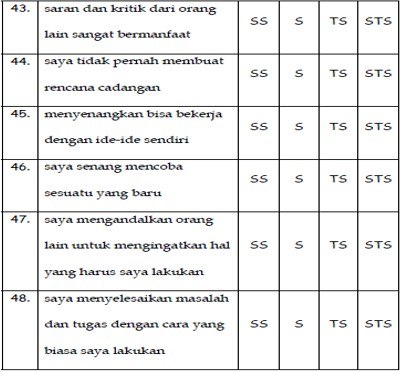 43. saran dan kritik dari orang SS S TS STS
lain sangat bermanfaat
44. saya tidak pernah membuat SS S TS STS
rencana cadangan
45. menyenangkan bisa bekerja SS S TS STS
dengan ide-ide sendiri
46. saya senang mencoba SS S TS STS
sesuatu yang baru
47. saya mengandalkan orang
lain untuk mengingatkan hal SS S TS STS
yang harus saya lakukan
48. saya menyelesaikan masalah
dan tugas dengan cara yang SS S TS STS
biasa saya lakukan